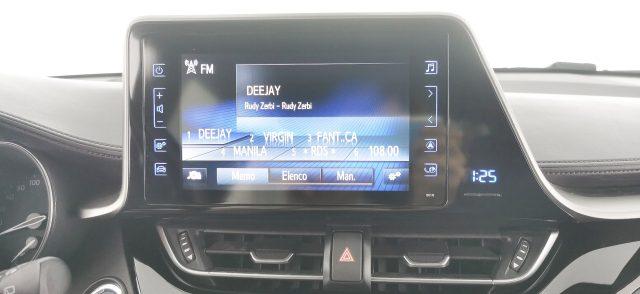 FM
DEEJAY
Rudy Zerbi - Rudy Zerbi
1 DEEJAY 2 VIRGIN 3 FANT.CA
4 MANILA 5 * RDS * 6 108.00
Memo Elenco Man.
1:25
100